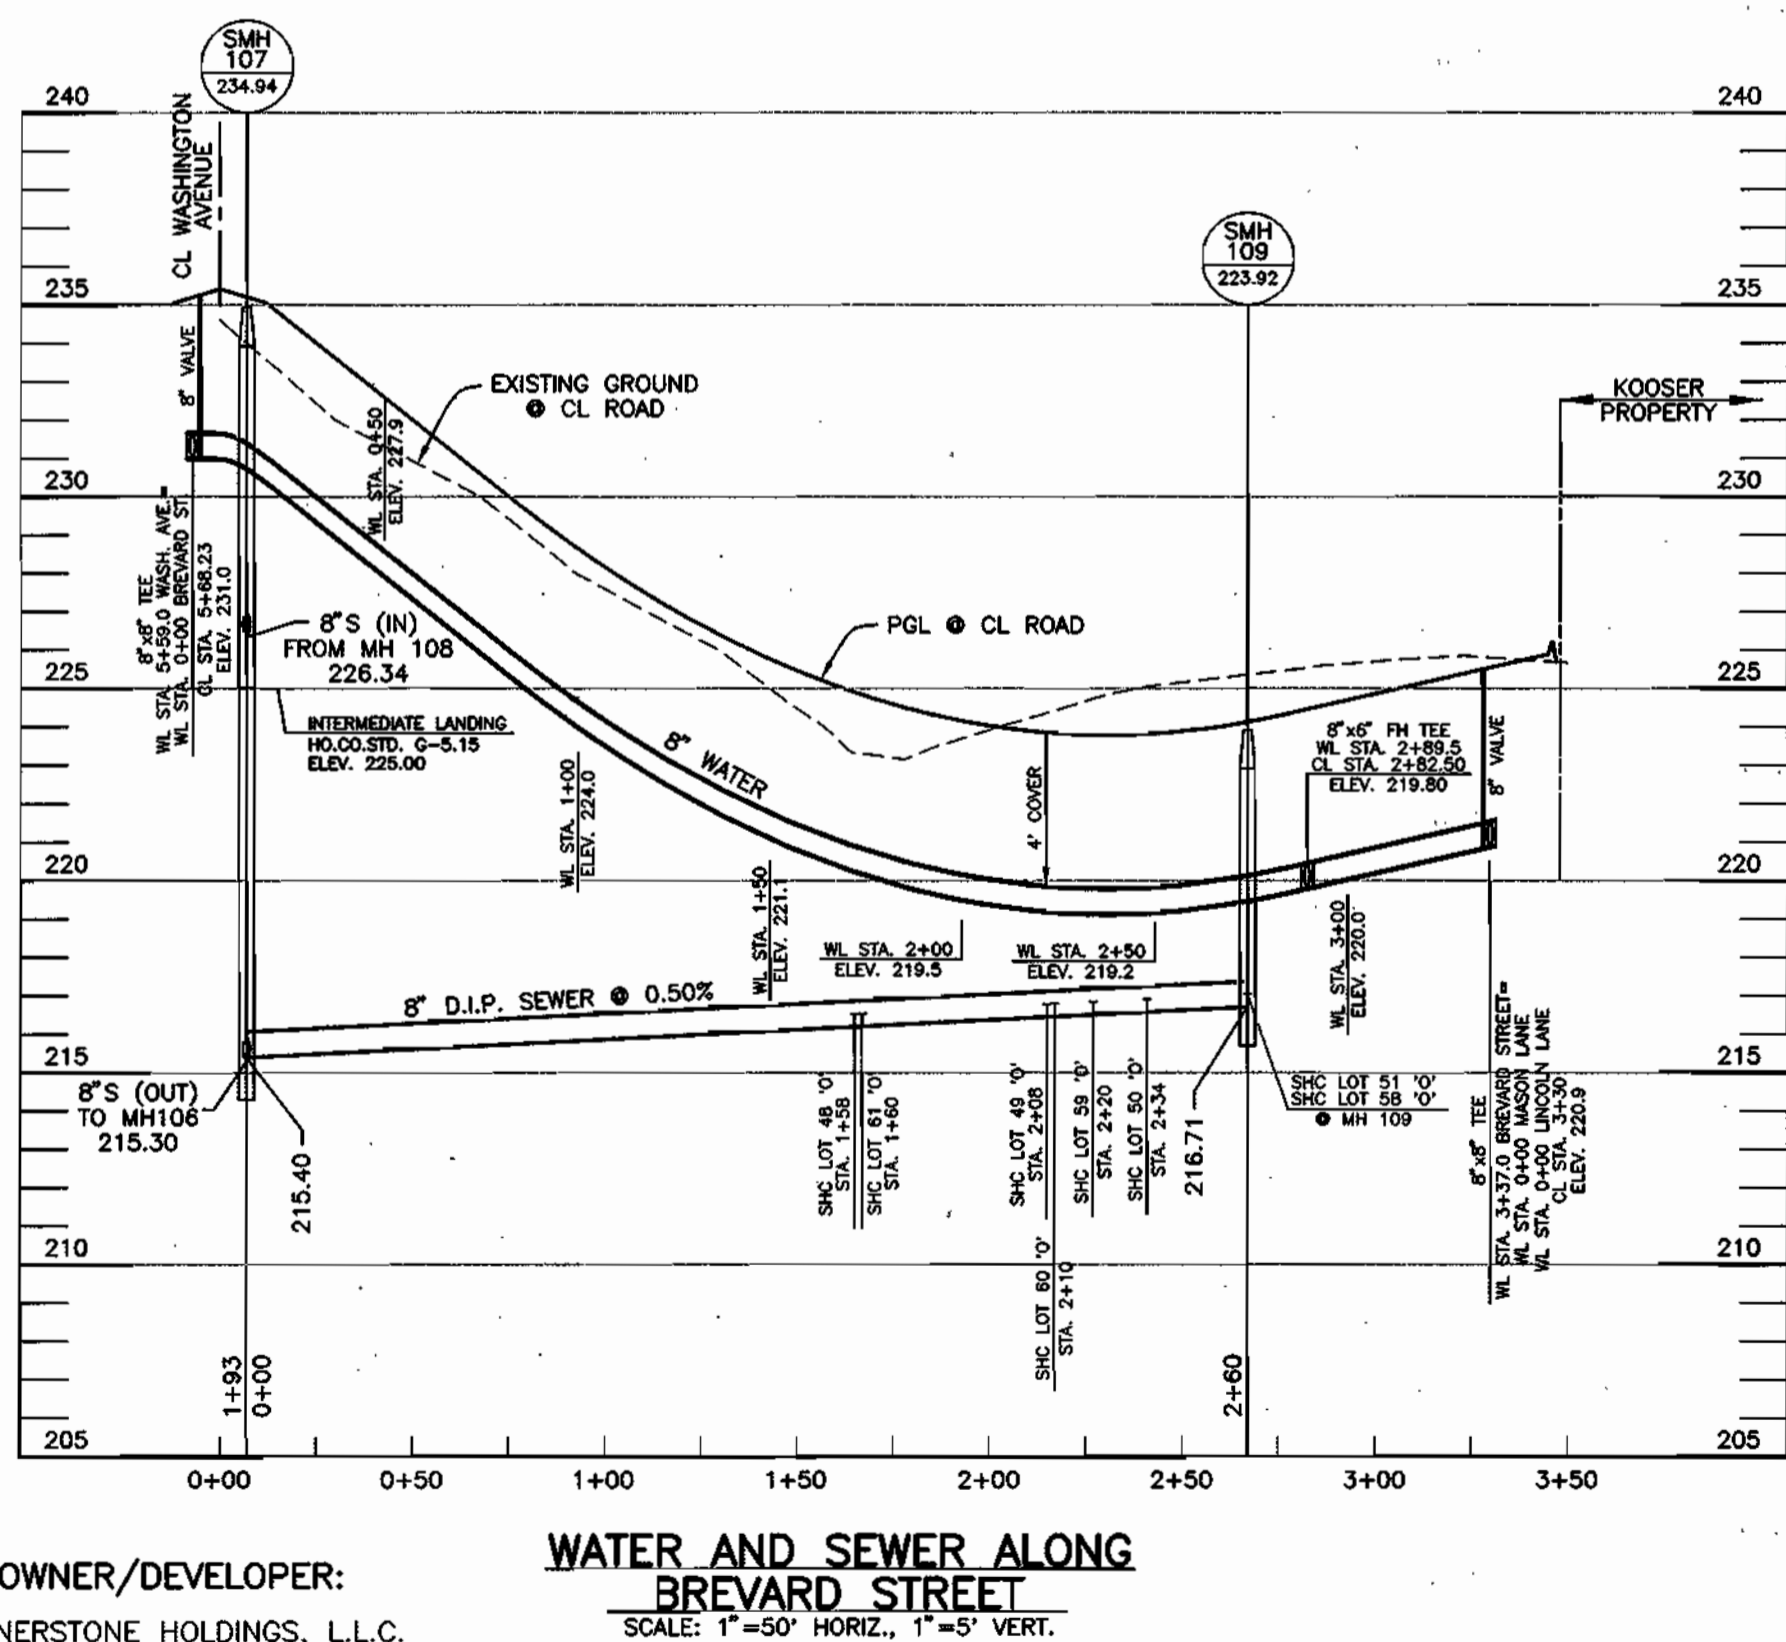 SMH
107
234.94
240
240
CL WASHINGTON
AVENUE
SMH
109
223.92
235
235
8" VALVE
EXISTING GROUND
@ CL ROAD
KOOSER
PROPERTY
WL STA. 0+50
ELEV. 227.9
230
230
8"x8" TEE
WL STA. 5+59.0 WASH. AVE.=
WL STA. 0+00 BREVARD ST.
CL STA. 5+68.23
ELEV. 231.0
8"S (IN)
FROM MH 108
226.34
PGL @ CL ROAD
225
225
INTERMEDIATE LANDING
HO.CO.STD. G-5.15
ELEV. 225.00
8" WATER
WL STA. 1+00
ELEV. 224.0
4' COVER
8"x6" FH TEE
WL STA. 2+89.5
CL STA. 2+82.50
ELEV. 219.80
8" VALVE
220
220
WL STA. 1+50
ELEV. 221.1
WL STA. 2+00
ELEV. 219.5
WL STA. 2+50
ELEV. 219.2
WL STA. 3+00
ELEV. 220.0
8" D.I.P. SEWER @ 0.50%
215
215
8"S (OUT)
TO MH106
215.30
215.40
SHC LOT 48 'O'
STA. 1+58
SHC LOT 61 'O'
STA. 1+60
SHC LOT 49 'O'
STA. 2+08
SHC LOT 59 'O'
STA. 2+20
SHC LOT 50 'O'
STA. 2+34
216.71
SHC LOT 51 'O'
SHC LOT 58 'O'
@ MH 109
8"x8" TEE
WL STA. 3+37.0 BREVARD STREET=
WL STA. 0+00 MASON LANE
WL STA. 0+00 LINCOLN LANE
CL STA. 3+30
ELEV. 220.9
210
210
SHC LOT 60 'O'
STA. 2+10
1+93
0+00
2+60
205
205
0+00
0+50
1+00
1+50
2+00
2+50
3+00
3+50
WATER AND SEWER ALONG
BREVARD STREET
SCALE: 1"=50' HORIZ., 1"=5' VERT.
OWNER/DEVELOPER:
NERSTONE HOLDINGS, L.L.C.